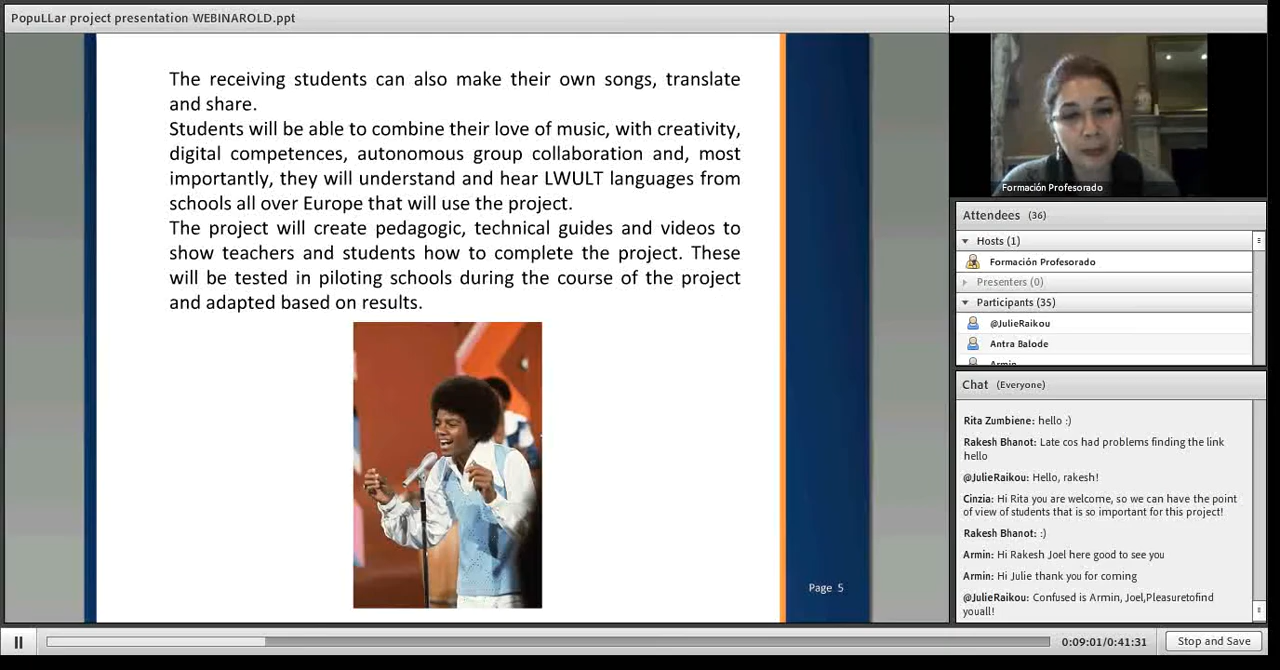 PopuLLar project presentation WEBINAROLD.ppt
The receiving students can also make their own songs, translate
and share.
Students will be able to combine their love of music, with creativity,
digital competences, autonomous group collaboration and, most
importantly, they will understand and hear LWULT languages from
schools all over Europe that will use the project.
The project will create pedagogic, technical guides and videos to
show teachers and students how to complete the project. These
will be tested in piloting schools during the course of the project
and adapted based on results.
Page 5
Formación Profesorado
Attendees (36)
Hosts (1)
Formación Profesorado
Presenters (0)
Participants (35)
@JulieRaikou
Antra Balode
Armin
Chat (Everyone)
Rita Zumbiene: hello :)
Rakesh Bhanot: Late cos had problems finding the link
hello
@JulieRaikou: Hello, rakesh!
Cinzia: Hi Rita you are welcome, so we can have the point
of view of students that is so important for this project!
Rakesh Bhanot: :)
Armin: Hi Rakesh Joel here good to see you
Armin: Hi Julie thank you for coming
@JulieRaikou: Confused is Armin, Joel,Pleasuretofind
youall!
0:09:01/0:41:31
Stop and Save